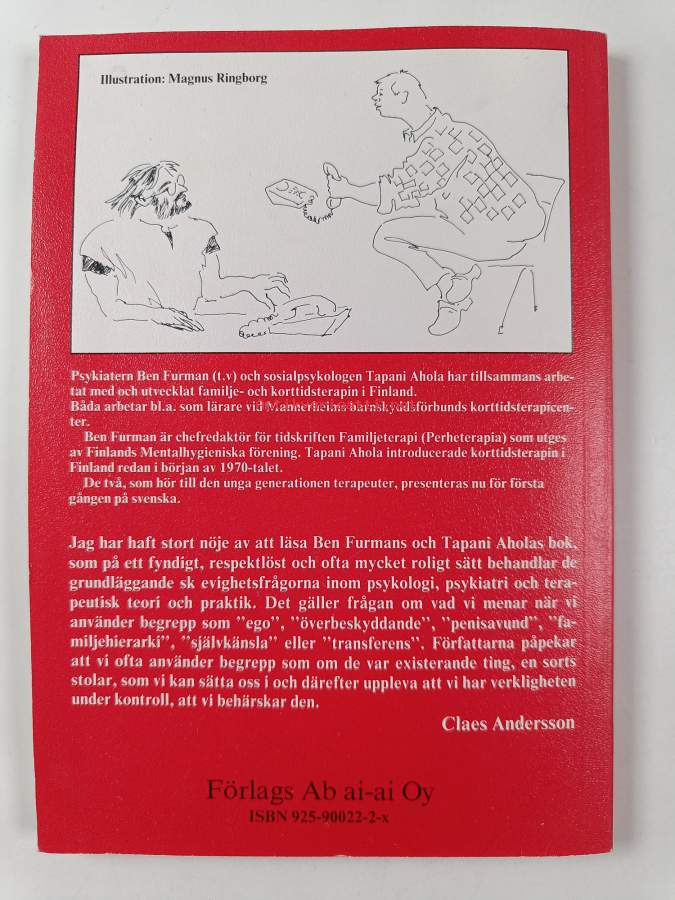 Illustration: Magnus Ringborg
Psykiatern Ben Furman (t.v) och sosialpsykologen Tapani Ahola har tillsammans arbe-
tat med och utvecklat familje- och korttidsterapin i Finland.
Båda arbetar bl.a. som lärare vid Mannerheims barnskyddsförbunds korttidsterapicen-
ter.
Ben Furman är chefredaktör för tidskriften Familjeterapi (Perheterapia) som utges
av Finlands Mentalhygieniska förening. Tapani Ahola introducerade korttidsterapin i
Finland redan i början av 1970-talet.
De två, som hör till den unga generationen terapeuter, presenteras nu för första
gången på svenska.
Jag har haft stort nöje av att läsa Ben Furmans och Tapani Aholas bok,
som på ett fyndigt, respektlöst och ofta mycket roligt sätt behandlar de
grundläggande sk evighetsfrågorna inom psykologi, psykiatri och tera-
peutisk teori och praktik. Det gäller frågan om vad vi menar när vi
använder begrepp som ”ego”, ”överbeskyddande”, ”penisavund”, ”fa-
miljehierarki”, ”självkänsla” eller ”transferens”. Författarna påpekar
att vi ofta använder begrepp som om de var existerande ting, en sorts
stolar, som vi kan sätta oss i och därefter uppleva att vi har verkligheten
under kontroll, att vi behärskar den.
Claes Andersson
Förlags Ab ai-ai Oy
ISBN 925-90022-2-x